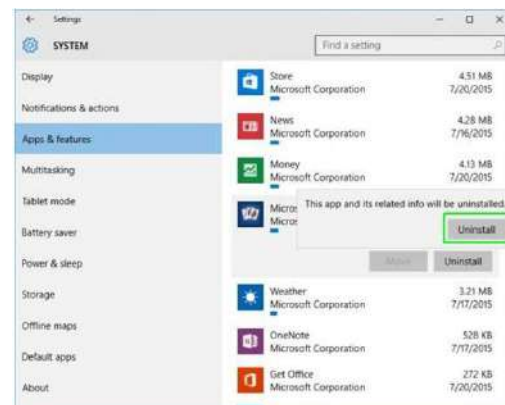 Settings
SYSTEM
Find a setting
Display
Notifications & actions
Apps & features
Multitasking
Tablet mode
Battery saver
Power & sleep
Storage
Offline maps
Default apps
About
Store 4.51 MB
Microsoft Corporation 7/20/2015
News 4.28 MB
Microsoft Corporation 7/16/2015
Money 4.13 MB
Microsoft Corporation 7/20/2015
Micros
Micros
This app and its related info will be uninstalled.
Uninstall
Move Uninstall
Weather 3.21 MB
Microsoft Corporation 7/17/2015
OneNote 528 KB
Microsoft Corporation 7/17/2015
Get Office 272 KB
Microsoft Corporation 7/20/2015